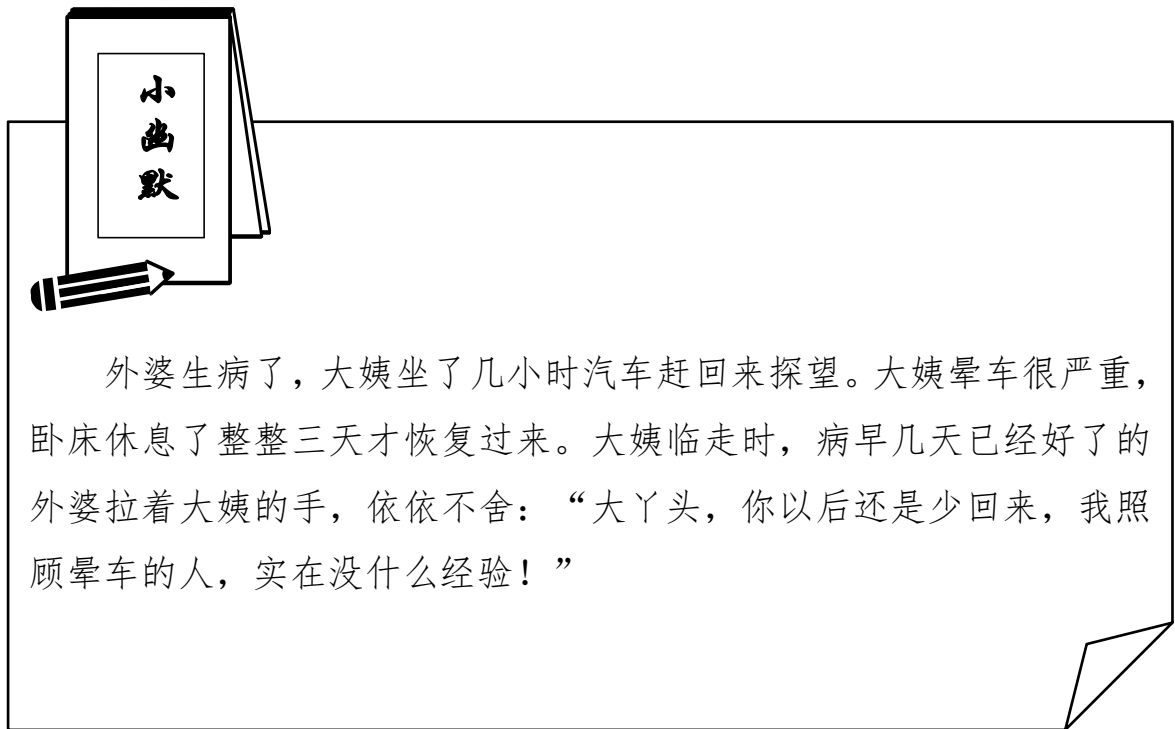 小幽默
外婆生病了，大姨坐了几小时汽车赶回来探望。大姨晕车很严重，
卧床休息了整整三天才恢复过来。大姨临走时，病早几天已经好了的
外婆拉着大姨的手，依依不舍：“大丫头，你以后还是少回来，我照
顾晕车的人，实在没什么经验！”